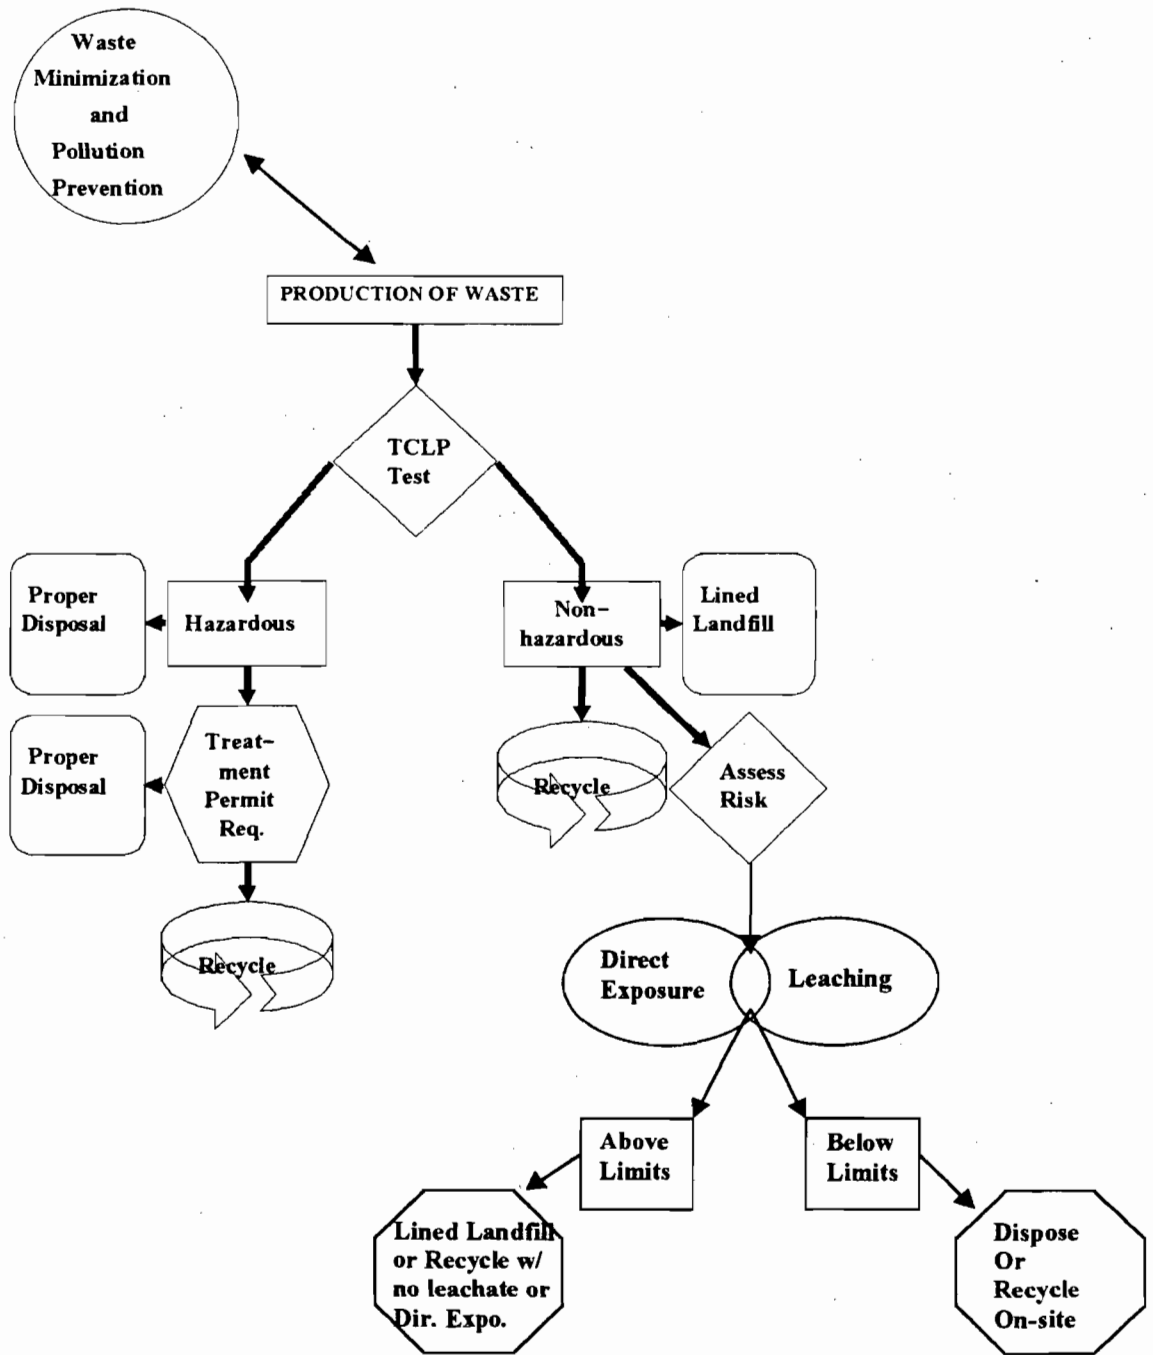 Waste
Minimization
and
Pollution
Prevention
PRODUCTION OF WASTE
TCLP
Test
Proper
Disposal
Hazardous
Non-
hazardous
Lined
Landfill
Proper
Disposal
Treat-
ment
Permit
Req.
Recycle
Assess
Risk
Recycle
Direct
Exposure
Leaching
Above
Limits
Below
Limits
Lined Landfill
or Recycle w/
no leachate or
Dir. Expo.
Dispose
Or
Recycle
On-site